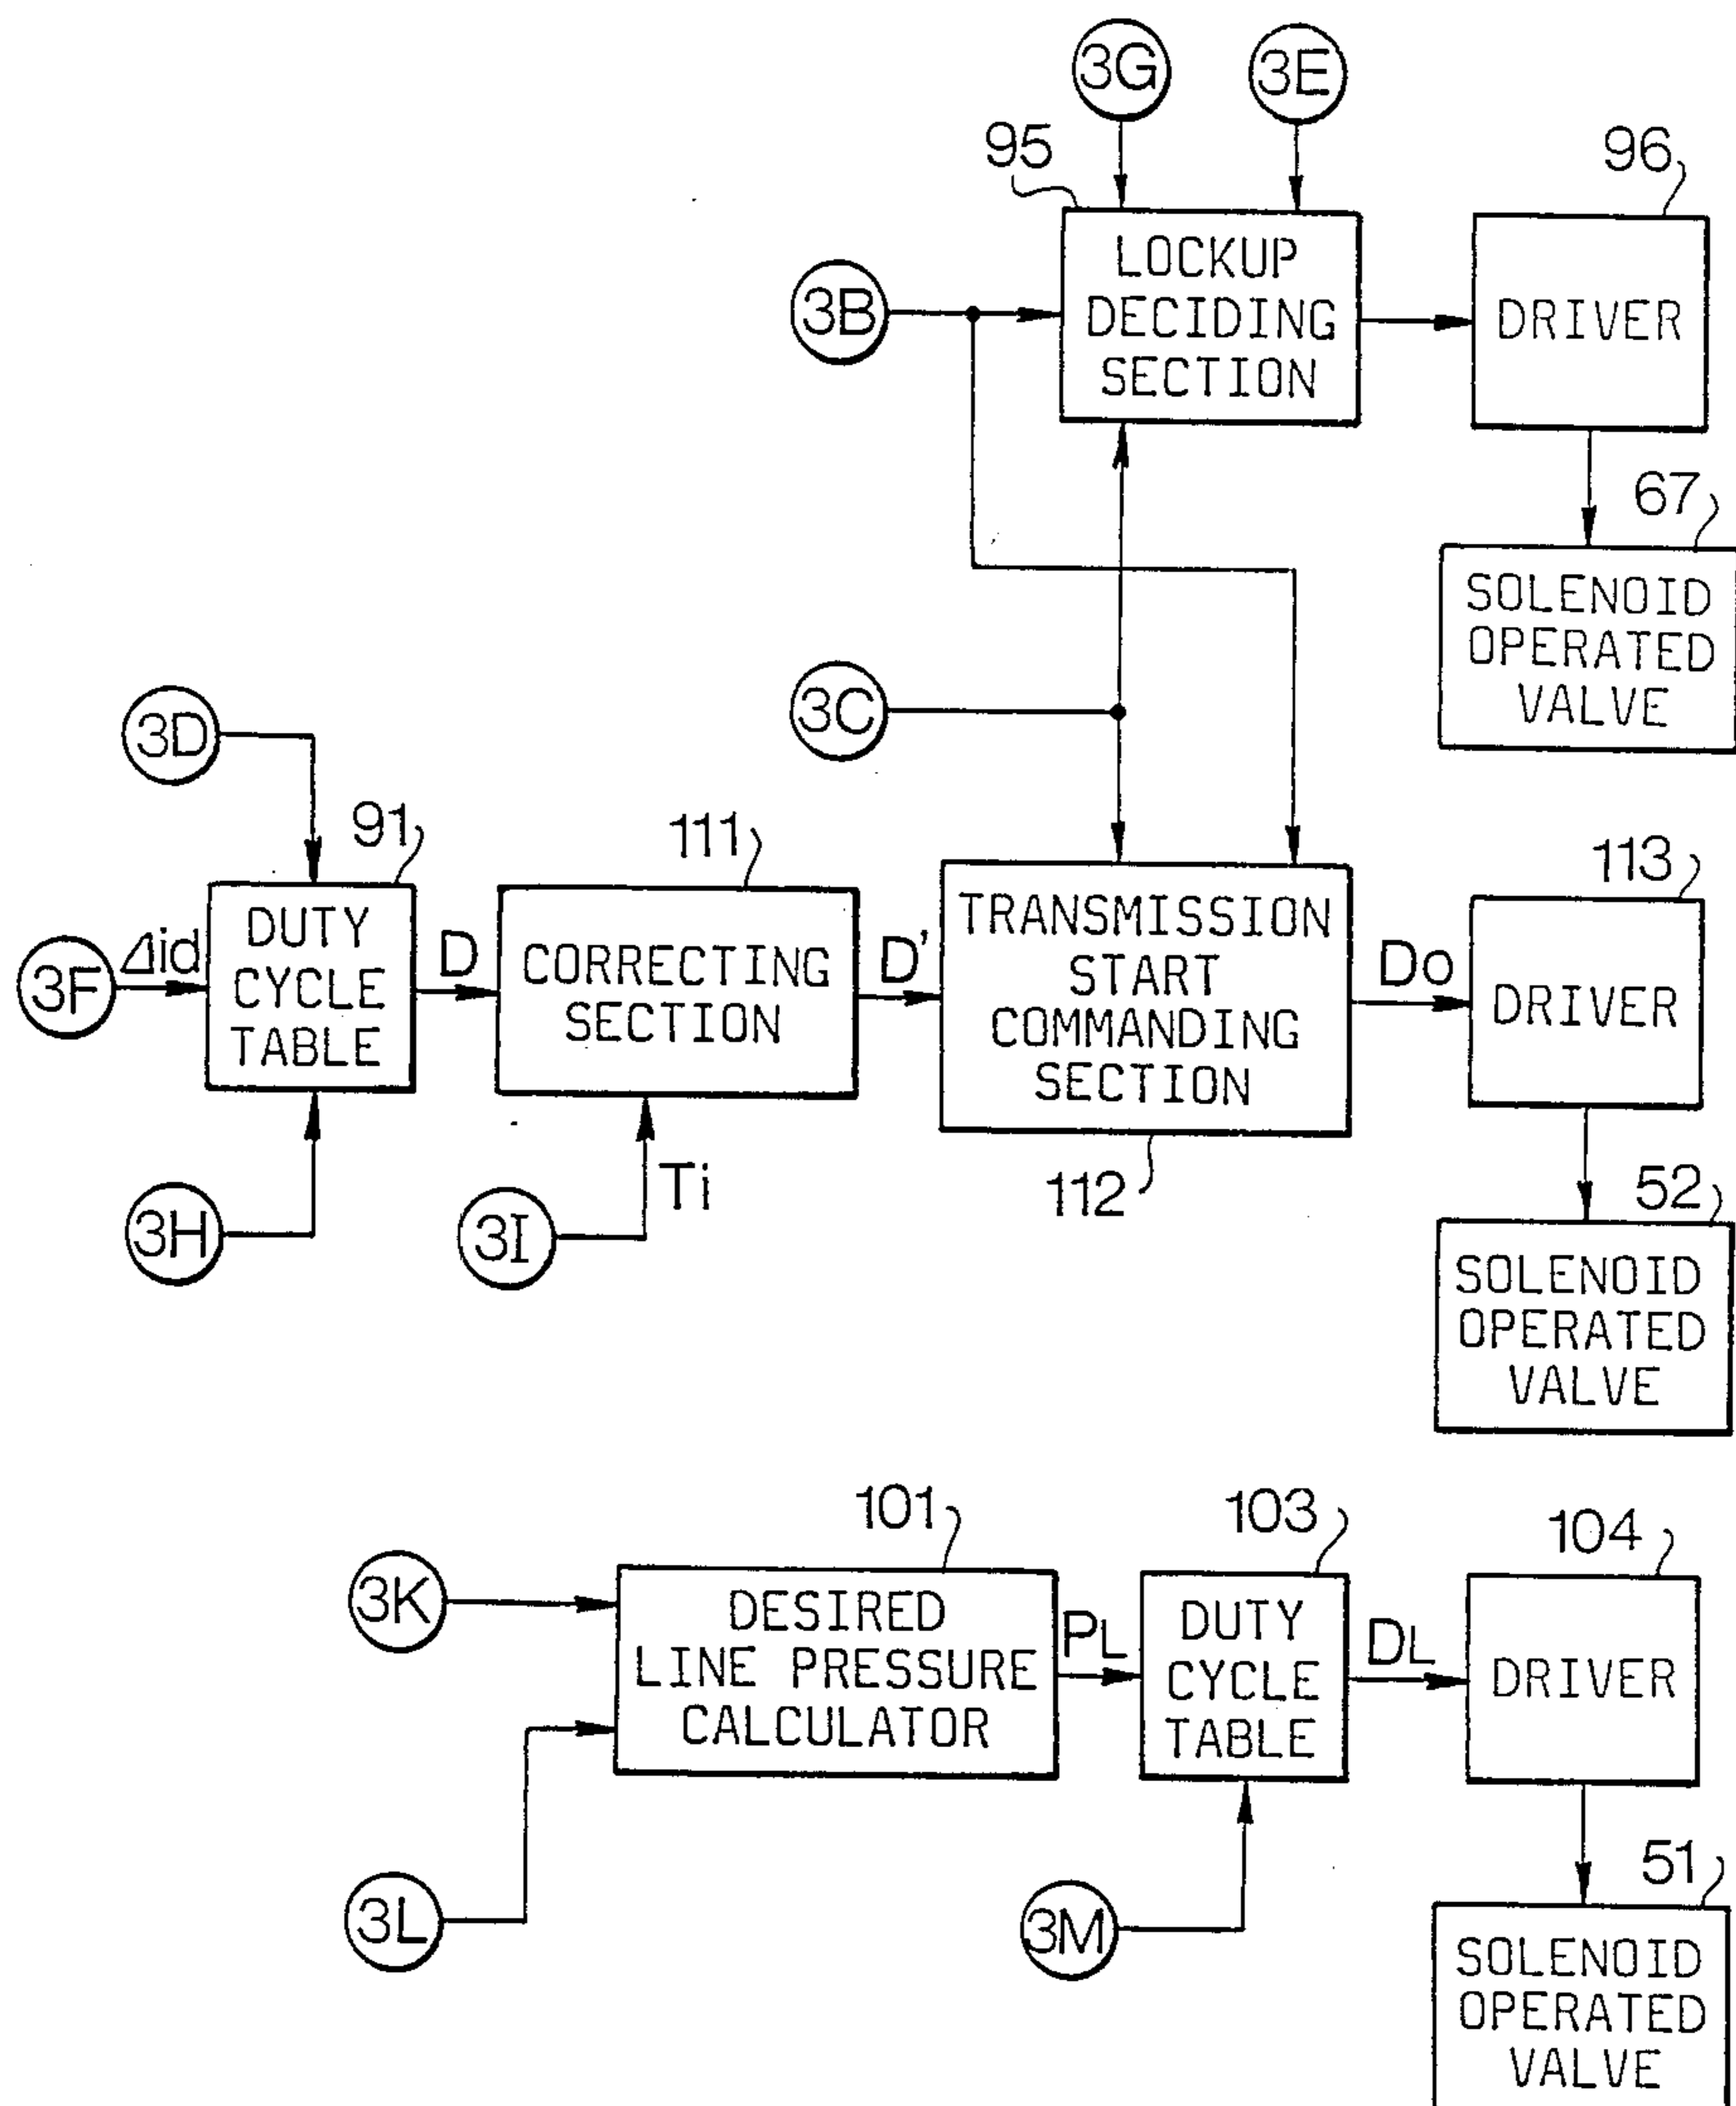 3G
3E
95
96
LOCKUP
DECIDING
SECTION
3B
DRIVER
67
SOLENOID
OPERATED
VALVE
3C
3D
91
111
113
DUTY
CYCLE
TABLE
3F
Δid
D
CORRECTING
SECTION
D'
TRANSMISSION
START
COMMANDING
SECTION
Do
DRIVER
112
Ti
3H
3I
52
SOLENOID
OPERATED
VALVE
101
103
104
3K
DESIRED
LINE PRESSURE
CALCULATOR
PL
DUTY
CYCLE
TABLE
DL
DRIVER
3L
3M
51
SOLENOID
OPERATED
VALVE